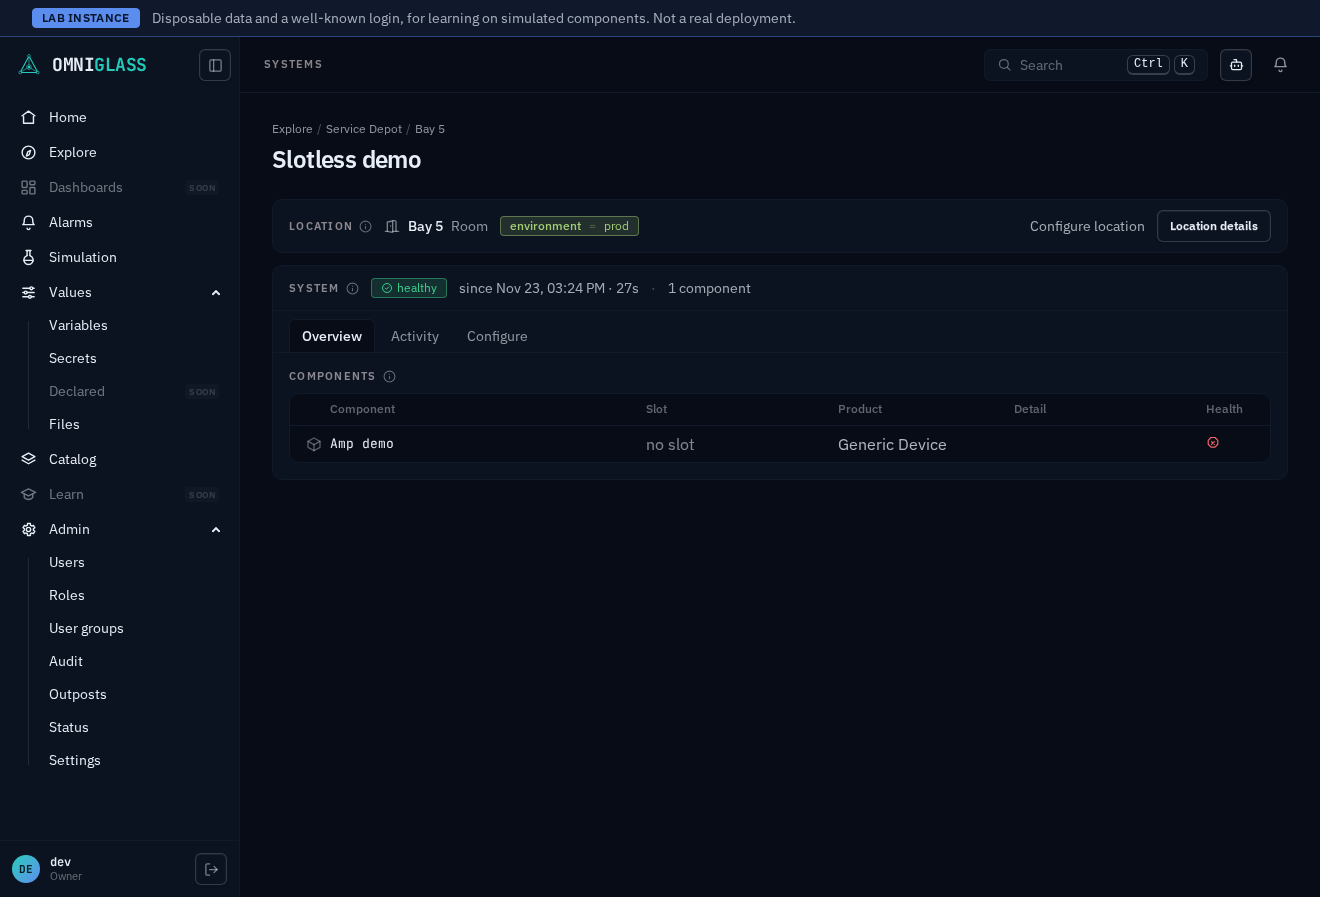 LAB INSTANCE Disposable data and a well-known login, for learning on simulated components. Not a real deployment.
OMNIGLASS
SYSTEMS
Search Ctrl K
Home
Explore
Dashboards SOON
Alarms
Simulation
Values
Variables
Secrets
Declared SOON
Files
Catalog
Learn SOON
Admin
Users
Roles
User groups
Audit
Outposts
Status
Settings
DE dev
Owner
Explore / Service Depot / Bay 5
Slotless demo
LOCATION Bay 5 Room environment = prod Configure location Location details
SYSTEM healthy since Nov 23, 03:24 PM · 27s · 1 component
Overview Activity Configure
COMPONENTS
Component Slot Product Detail Health
Amp demo no slot Generic Device